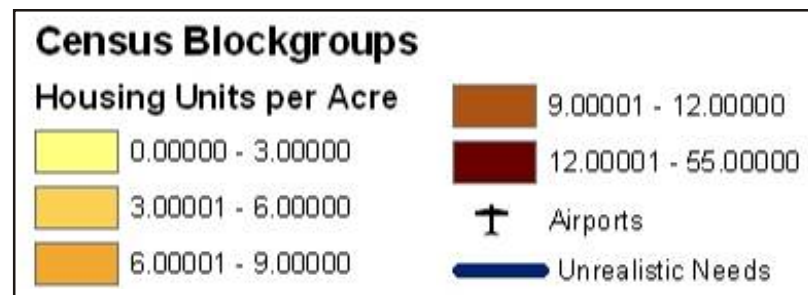 Census Blockgroups
Housing Units per Acre
0.00000 - 3.00000
3.00001 - 6.00000
6.00001 - 9.00000
9.00001 - 12.00000
12.00001 - 55.00000
Airports
Unrealistic Needs